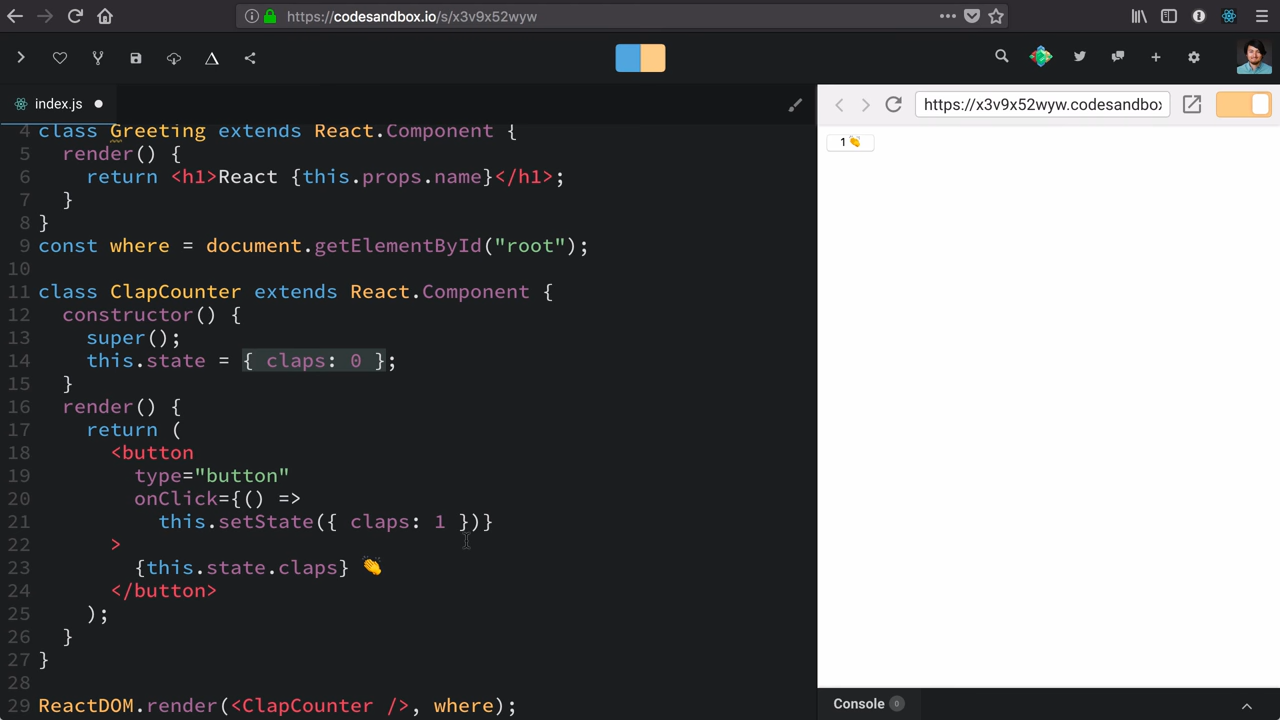 https://codesandbox.io/s/x3v9x52wyw
index.js
https://x3v9x52wyw.codesandbox
4 class Greeting extends React.Component {
5 render() {
6 return <h1>React {this.props.name}</h1>;
7 }
8 }
9 const where = document.getElementById("root");
10
11 class ClapCounter extends React.Component {
12 constructor() {
13 super();
14 this.state = { claps: 0 };
15 }
16 render() {
17 return (
18 <button
19 type="button"
20 onClick={() =>
21 this.setState({ claps: 1 })}
22 >
23 {this.state.claps} 👏
24 </button>
25 );
26 }
27 }
28
29 ReactDOM.render(<ClapCounter />, where);
1 👏
Console 0